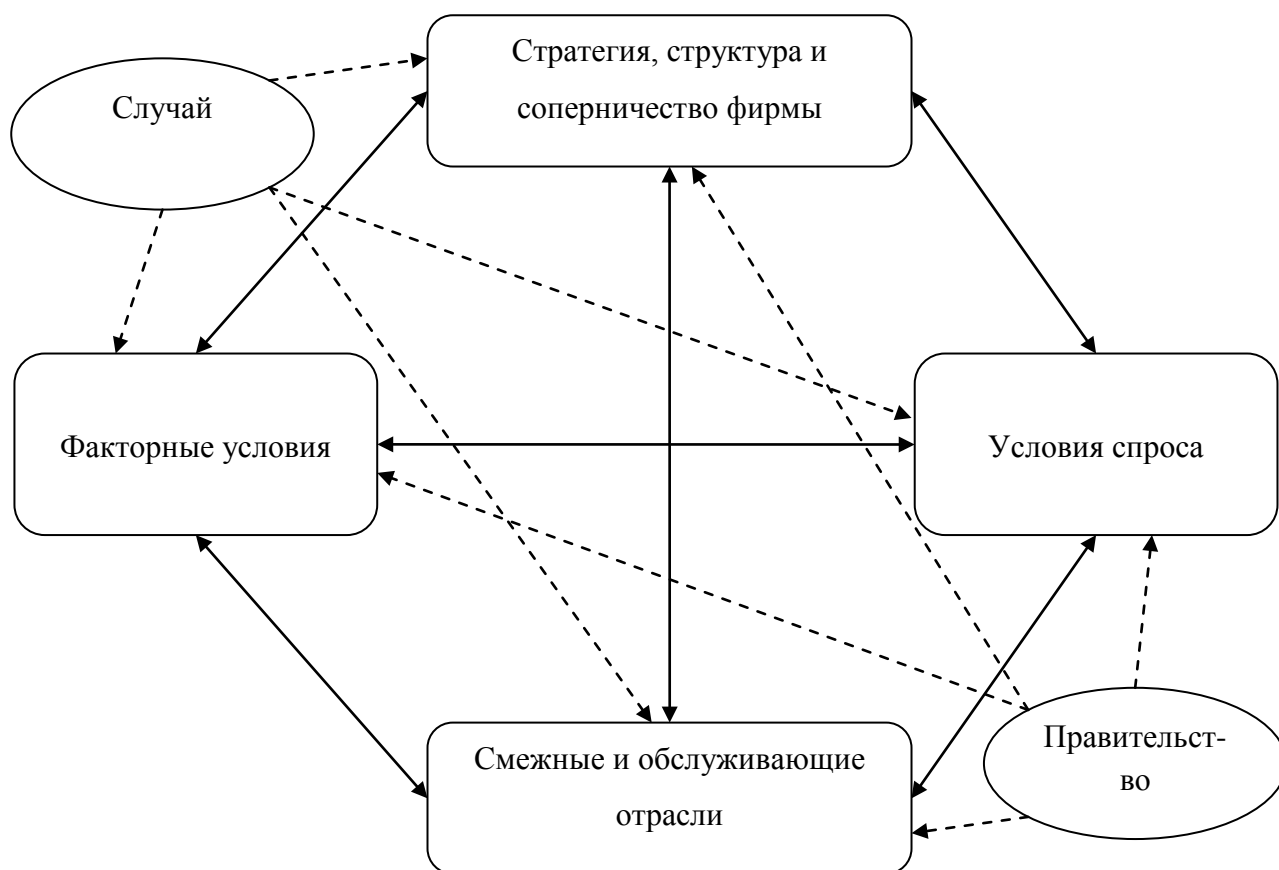 Стратегия, структура и
соперничество фирмы
Случай
Факторные условия
Условия спроса
Смежные и обслуживающие
отрасли
Правительст-
во